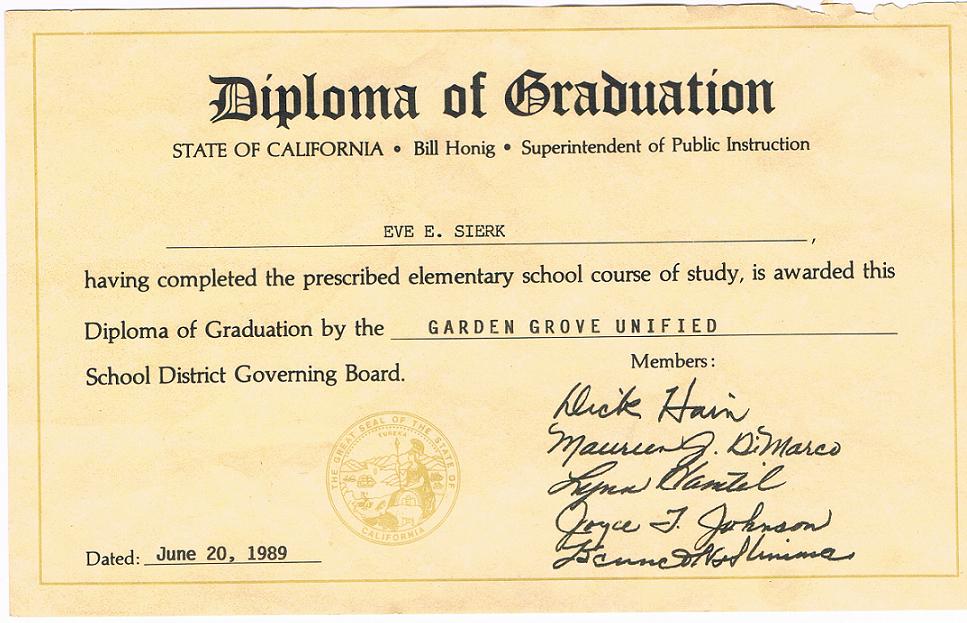 Diploma of Graduation
STATE OF CALIFORNIA • Bill Honig • Superintendent of Public Instruction
EVE E. SIERK,
having completed the prescribed elementary school course of study, is awarded this
Diploma of Graduation by the GARDEN GROVE UNIFIED
School District Governing Board.
Members:
Dick Hain
Maureen J. DiMarco
Lynn
Joyce T. Johnson
THE GREAT SEAL OF THE STATE OF CALIFORNIA
EUREKA
Dated: June 20, 1989